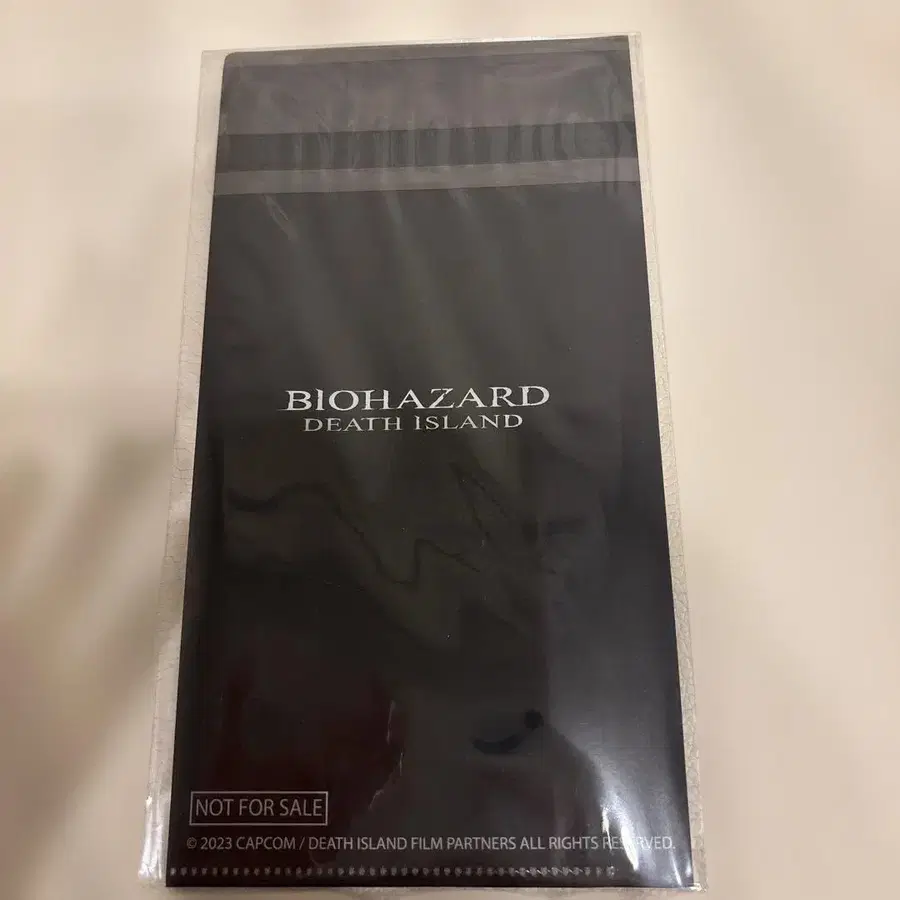 BIOHAZARD
DEATH ISLAND
NOT FOR SALE
© 2023 CAPCOM / DEATH ISLAND FILM PARTNERS ALL RIGHTS RESERVED.